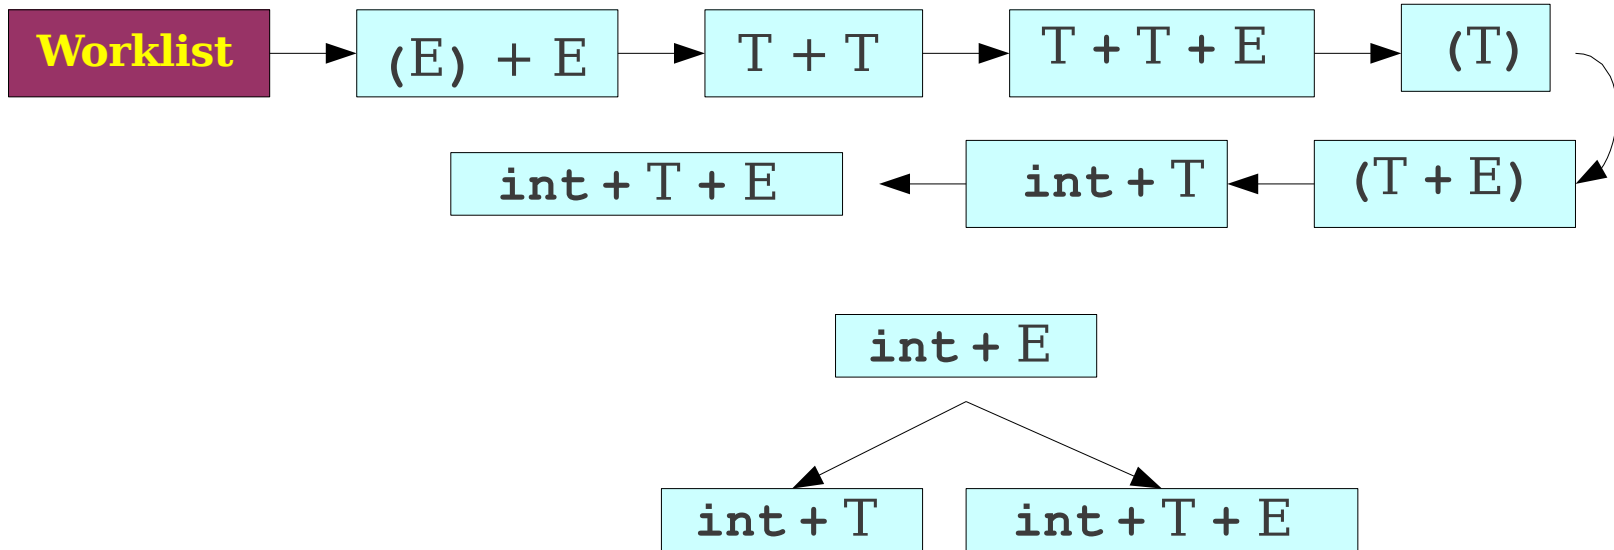 Worklist (E) + E T + T T + T + E (T)
int + T + E int + T (T + E)
int + E
int + T int + T + E